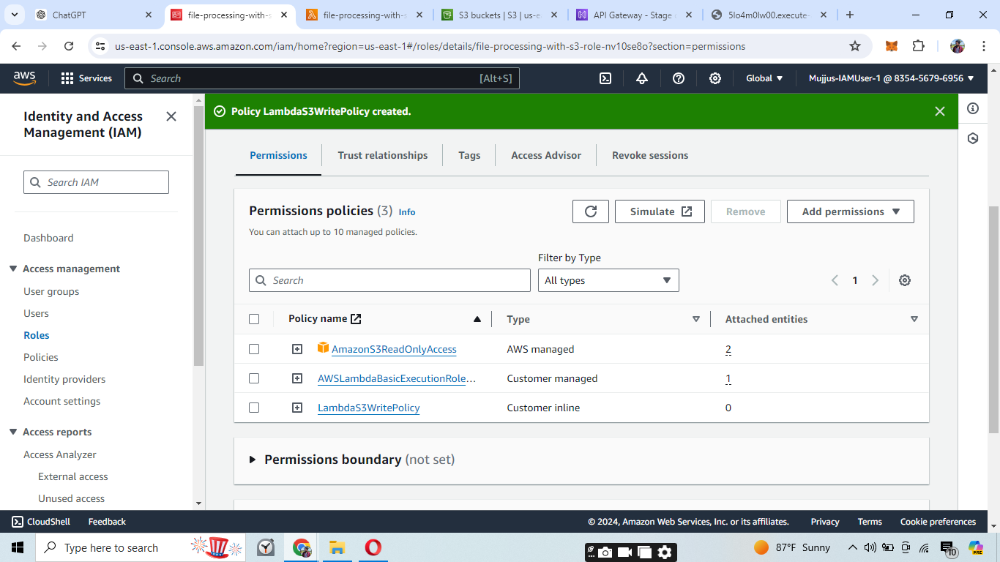 ChatGPT
file-processing-with-s
file-processing-with-s
S3 buckets | S3 | us-e
API Gateway - Stage
5lo4m0lw00.execute-
us-east-1.console.aws.amazon.com/iam/home?region=us-east-1#/roles/details/file-processing-with-s3-role-nv10se8o?section=permissions
aws
Services
Search
[Alt+S]
Global
Mujjus-IAMUser-1 @ 8354-5679-6956
Identity and Access
Management (IAM)
Search IAM
Dashboard
Access management
User groups
Users
Roles
Policies
Identity providers
Account settings
Access reports
Access Analyzer
External access
Unused access
Policy LambdaS3WritePolicy created.
Permissions
Trust relationships
Tags
Access Advisor
Revoke sessions
Permissions policies (3) Info
You can attach up to 10 managed policies.
Simulate
Remove
Add permissions
Filter by Type
Search
All types
1
Policy name
Type
Attached entities
AmazonS3ReadOnlyAccess
AWS managed
2
AWSLambdaBasicExecutionRole...
Customer managed
1
LambdaS3WritePolicy
Customer inline
0
Permissions boundary (not set)
CloudShell
Feedback
© 2024, Amazon Web Services, Inc. or its affiliates.
Privacy
Terms
Cookie preferences
Type here to search
87°F Sunny
10
PRE